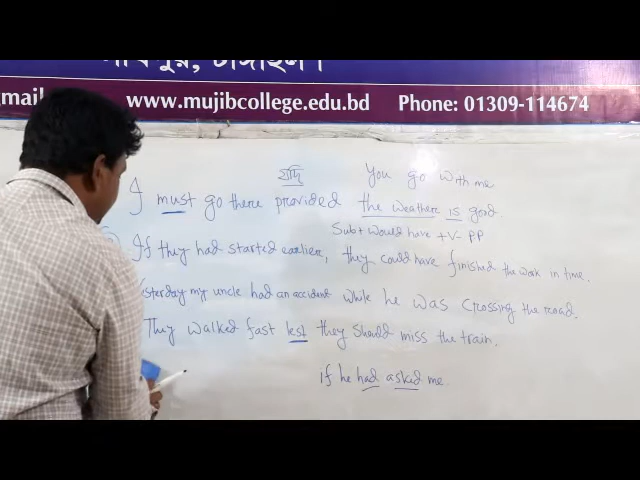 টাঙ্গাইল।
www.mujibcollege.edu.bd Phone: 01309-114674
যদি You go with me
I must go there provided the weathere is good.
Sub+would have +V-PP
If they had started earliere, they could have finished the work in time.
Yesterday my uncle had an accident while he was crossing the road.
They walked fast lest they should miss the train.
if he had asked me.